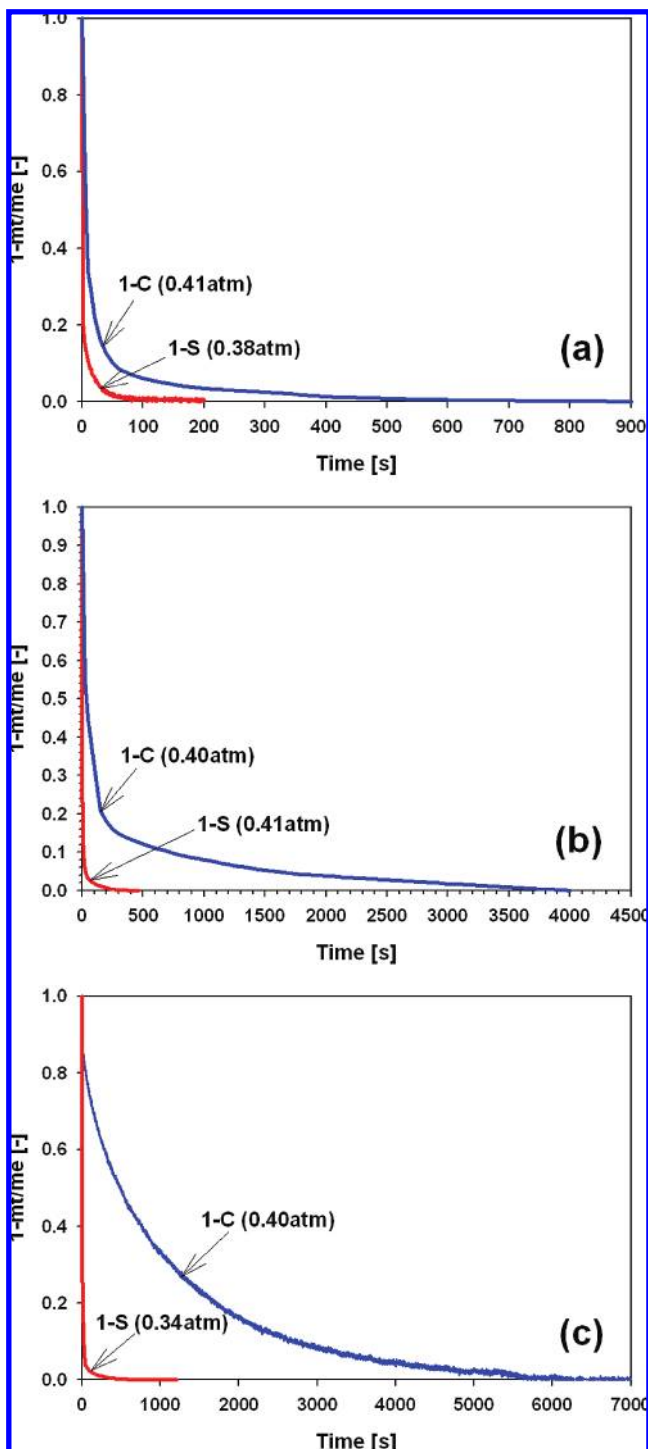 1.0
0.8
0.6
0.4
0.2
0.0
1-mt/me [-]
1-C (0.41atm)
1-S (0.38atm)
(a)
0 100 200 300 400 500 600 700 800 900
Time [s]
1.0
0.9
0.8
0.7
0.6
0.5
0.4
0.3
0.2
0.1
0.0
1-mt/me [-]
1-C (0.40atm)
1-S (0.41atm)
(b)
0 500 1000 1500 2000 2500 3000 3500 4000 4500
Time [s]
1.0
0.8
0.6
0.4
0.2
0.0
1-mt/me [-]
1-C (0.40atm)
1-S (0.34atm)
(c)
0 1000 2000 3000 4000 5000 6000 7000
Time [s]